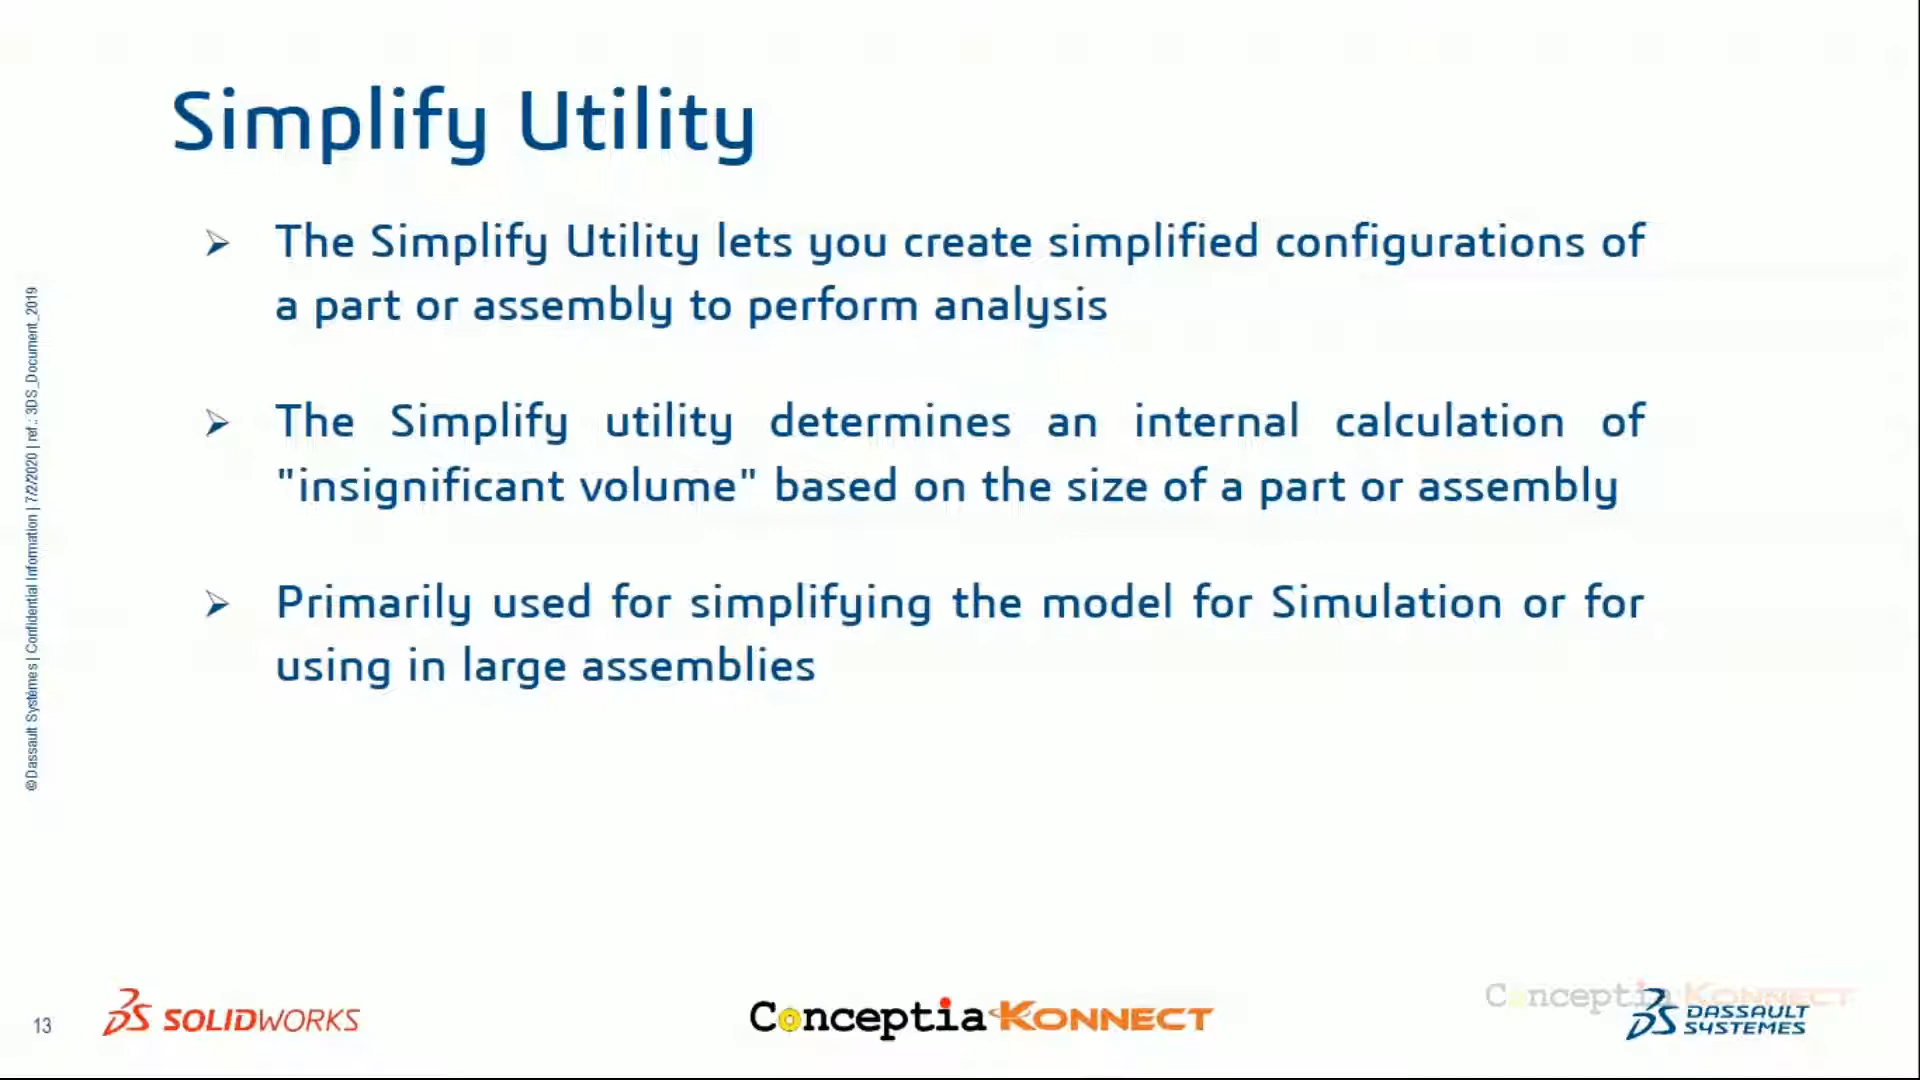 Simplify Utility
The Simplify Utility lets you create simplified configurations of
a part or assembly to perform analysis
The Simplify utility determines an internal calculation of
"insignificant volume" based on the size of a part or assembly
Primarily used for simplifying the model for Simulation or for
using in large assemblies
©Dassault Systèmes | Confidential Information | 7/2/2020 | ref.: 3DS_Document_2019
13
SOLIDWORKS
Conceptia KONNECT
Conceptia KONNECT
DASSAULT
SYSTEMES